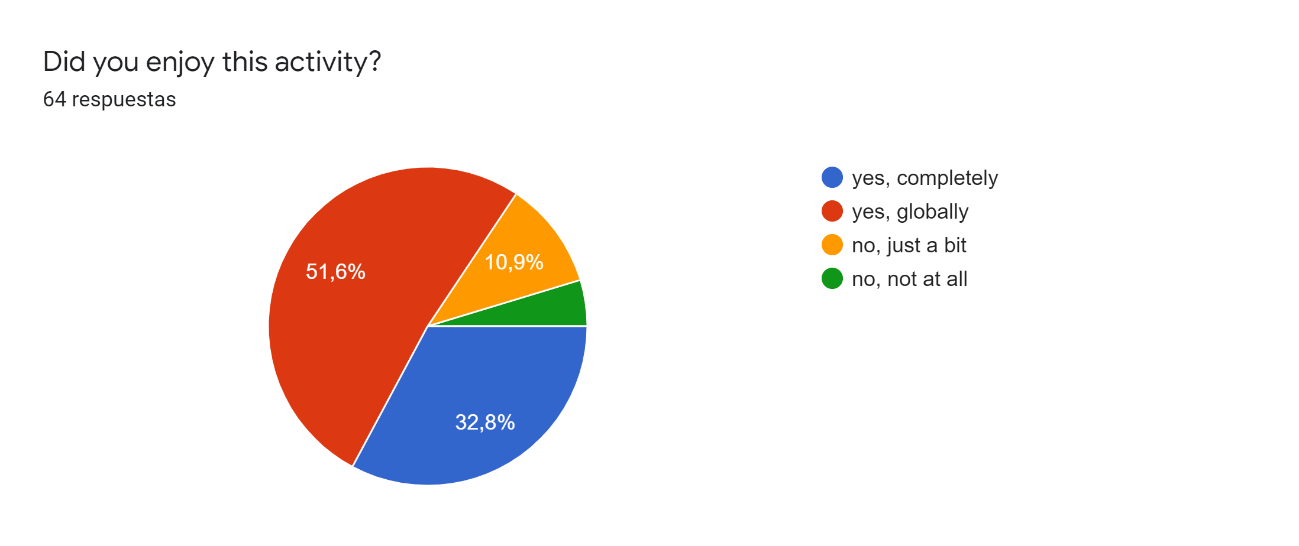 Did you enjoy this activity?
64 respuestas
yes, completely
yes, globally
no, just a bit
no, not at all
51,6%
10,9%
32,8%